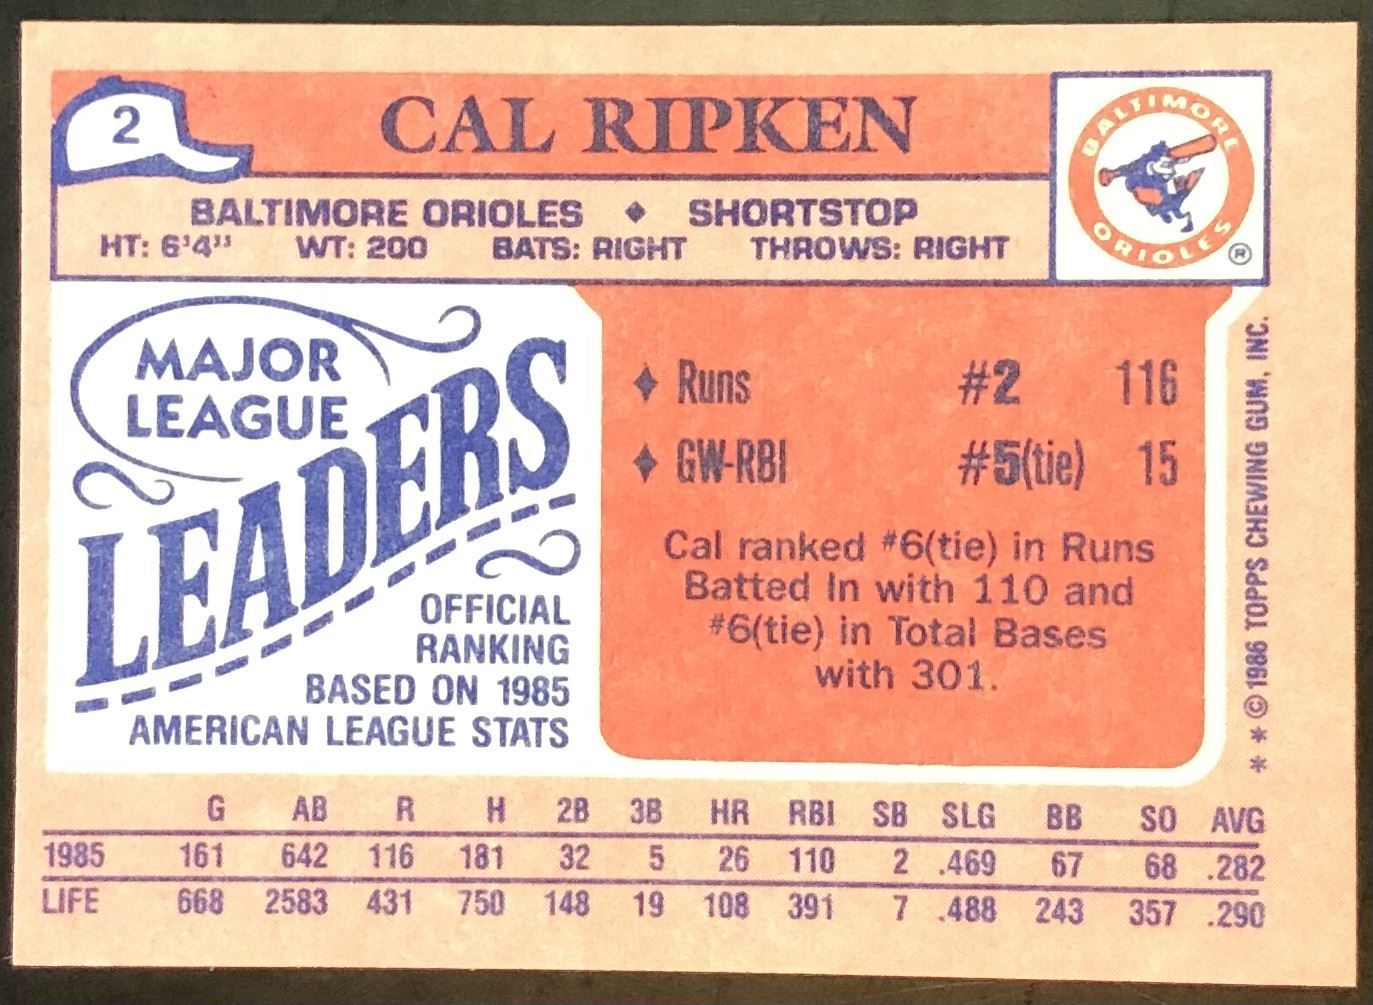 2
CAL RIPKEN
BALTIMORE ORIOLES
®
BALTIMORE ORIOLES ♦ SHORTSTOP
HT: 6'4" WT: 200 BATS: RIGHT THROWS: RIGHT
MAJOR
LEAGUE
LEADERS
OFFICIAL
RANKING
BASED ON 1985
AMERICAN LEAGUE STATS
♦ Runs #2 116
♦ GW-RBI #5(tie) 15
Cal ranked #6(tie) in Runs
Batted In with 110 and
#6(tie) in Total Bases
with 301.
* * © 1986 TOPPS CHEWING GUM, INC.
G AB R H 2B 3B HR RBI SB SLG BB SO AVG
1985 161 642 116 181 32 5 26 110 2 .469 67 68 .282
LIFE 668 2583 431 750 148 19 108 391 7 .488 243 357 .290